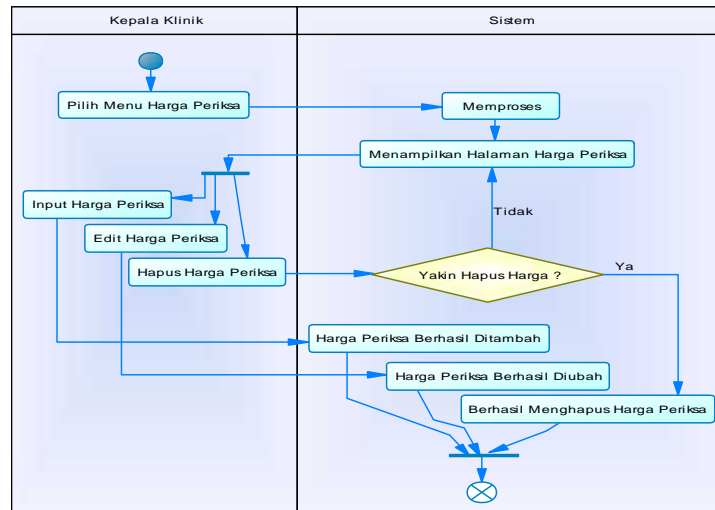 Kepala Klinik
Sistem
Pilih Menu Harga Periksa
Memproses
Menampilkan Halaman Harga Periksa
Input Harga Periksa
Tidak
Edit Harga Periksa
Hapus Harga Periksa
Yakin Hapus Harga ?
Ya
Harga Periksa Berhasil Ditambah
Harga Periksa Berhasil Diubah
Berhasil Menghapus Harga Periksa